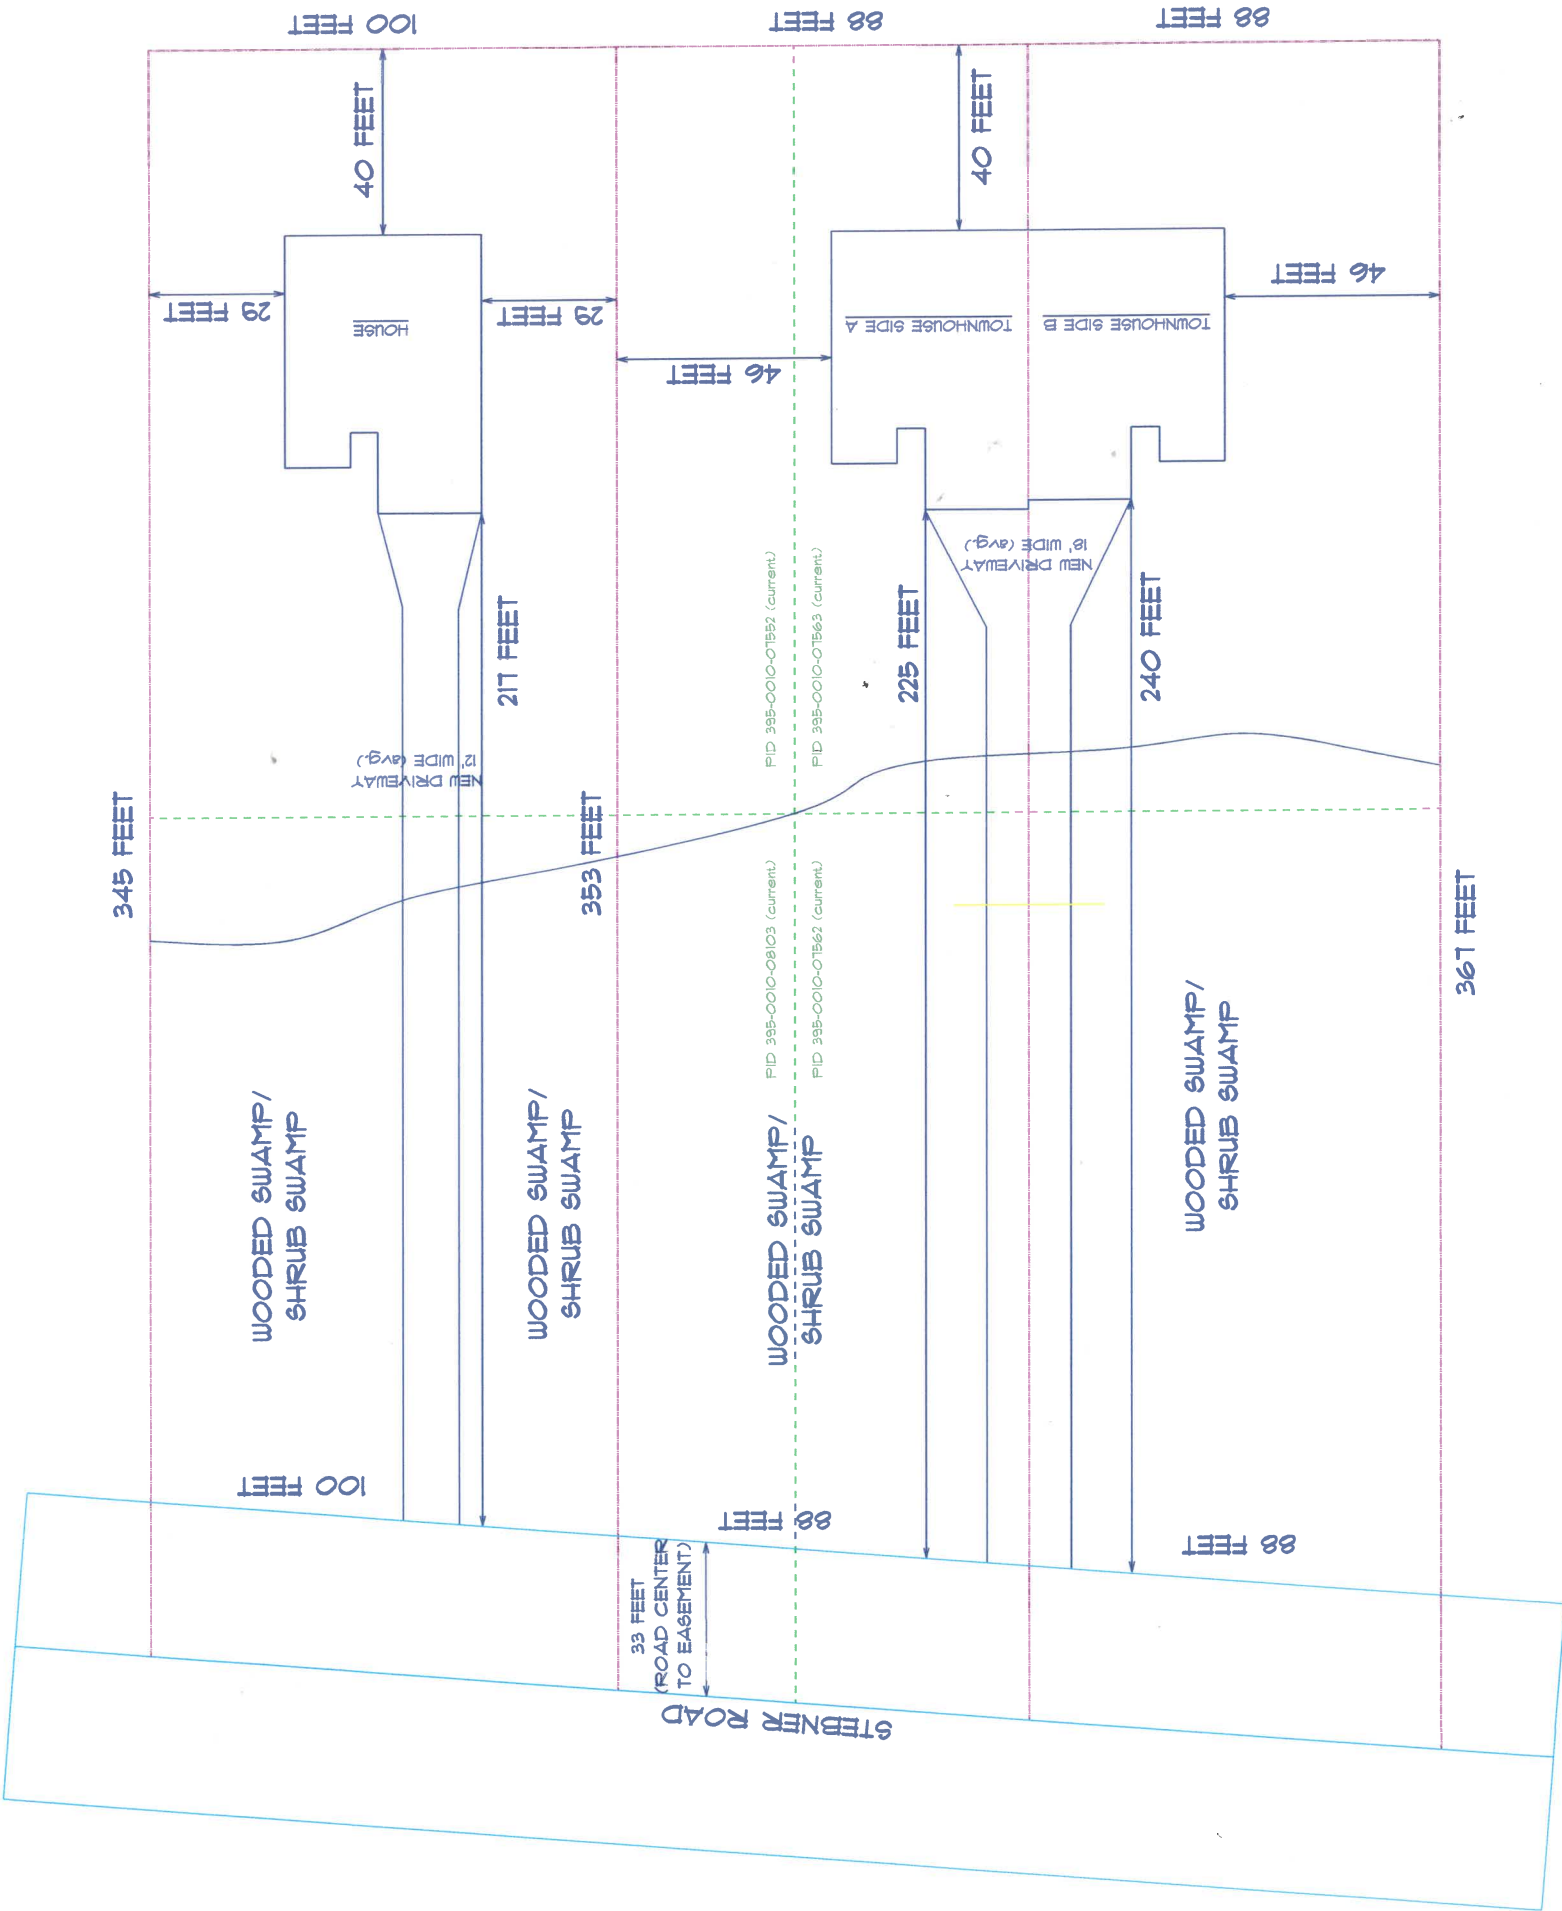 100 FEET
88 FEET
88 FEET
40 FEET
40 FEET
29 FEET
29 FEET
46 FEET
46 FEET
HOUSE
TOWNHOUSE SIDE A
TOWNHOUSE SIDE B
NEW DRIVEWAY
12' WIDE (avg.)
NEW DRIVEWAY
18' WIDE (avg.)
217 FEET
225 FEET
240 FEET
PID 395-0010-07552 (current)
PID 395-0010-07563 (current)
345 FEET
353 FEET
367 FEET
PID 395-0010-08103 (current)
PID 395-0010-07562 (current)
WOODED SWAMP/
SHRUB SWAMP
WOODED SWAMP/
SHRUB SWAMP
WOODED SWAMP/
SHRUB SWAMP
WOODED SWAMP/
SHRUB SWAMP
100 FEET
88 FEET
88 FEET
33 FEET
(ROAD CENTER
TO EASEMENT)
STEBNER ROAD